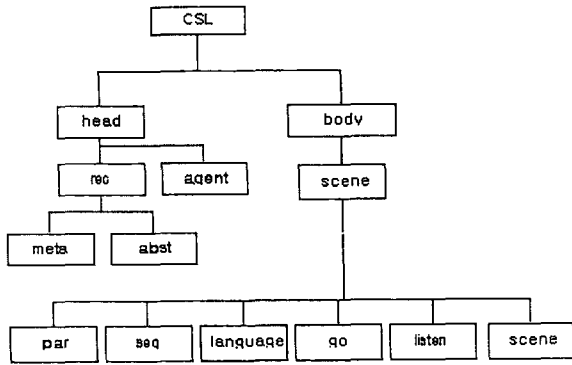 CSL
head
body
rec
agent
scene
meta
abst
par
seq
language
go
listen
scene